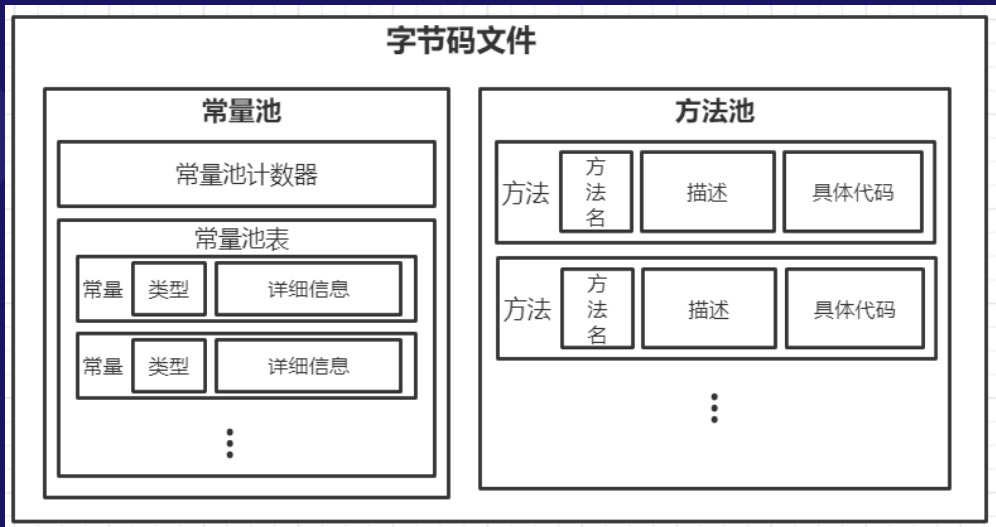 字节码文件
常量池
常量池计数器
常量池表
常量 类型 详细信息
常量 类型 详细信息
方法池
方法 方法名 描述 具体代码
方法 方法名 描述 具体代码